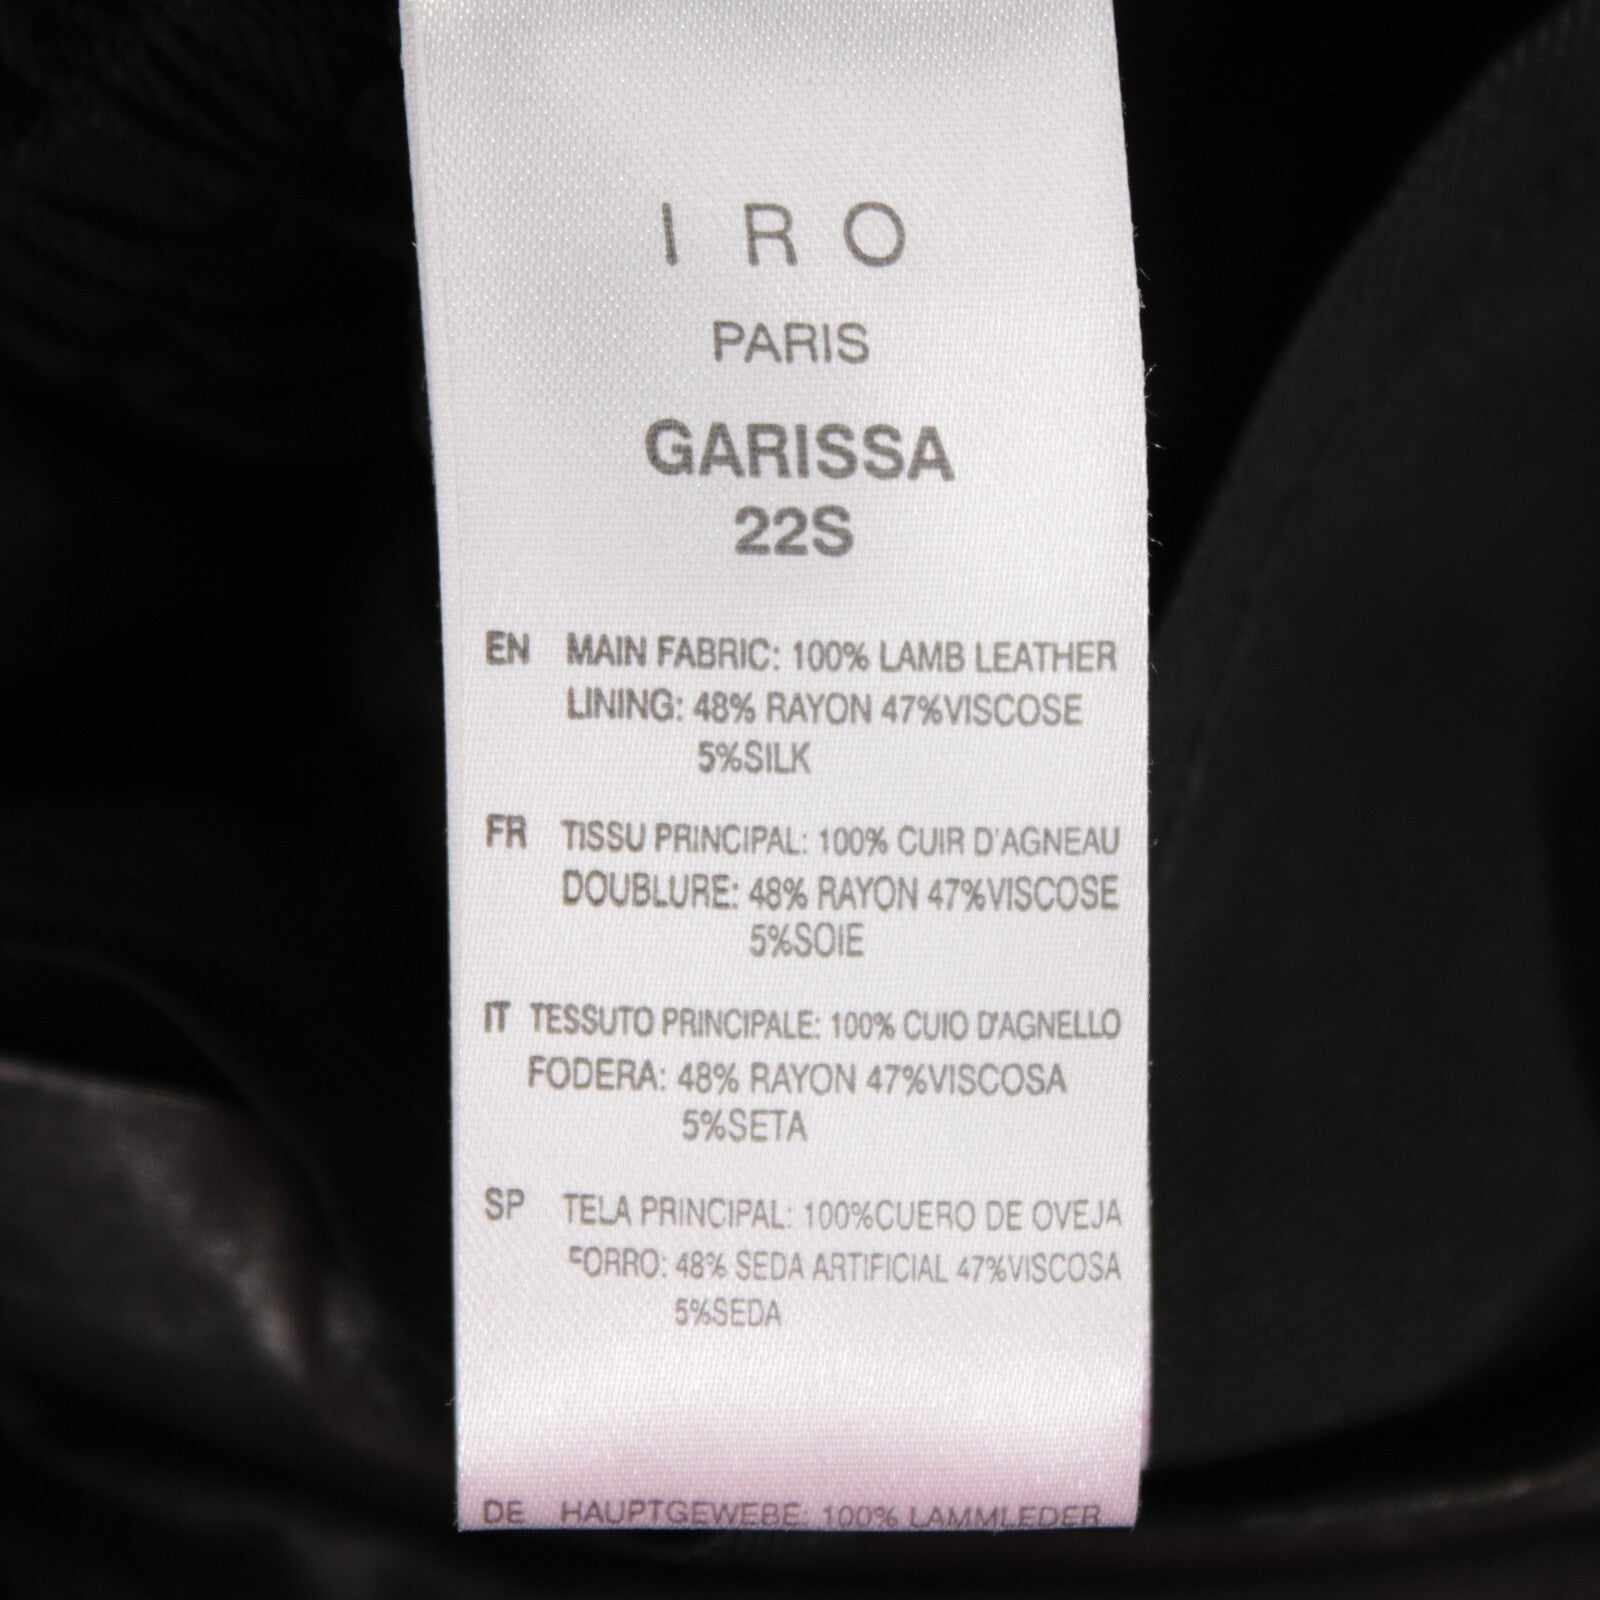 IRO
PARIS
GARISSA
22S
EN MAIN FABRIC: 100% LAMB LEATHER
LINING: 48% RAYON 47%VISCOSE
5%SILK
FR TISSU PRINCIPAL: 100% CUIR D'AGNEAU
DOUBLURE: 48% RAYON 47%VISCOSE
5%SOIE
IT TESSUTO PRINCIPALE: 100% CUIO D'AGNELLO
FODERA: 48% RAYON 47%VISCOSA
5%SETA
SP TELA PRINCIPAL: 100%CUERO DE OVEJA
FORRO: 48% SEDA ARTIFICIAL 47%VISCOSA
5%SEDA
DE HAUPTGEWEBE: 100% LAMMLEDER